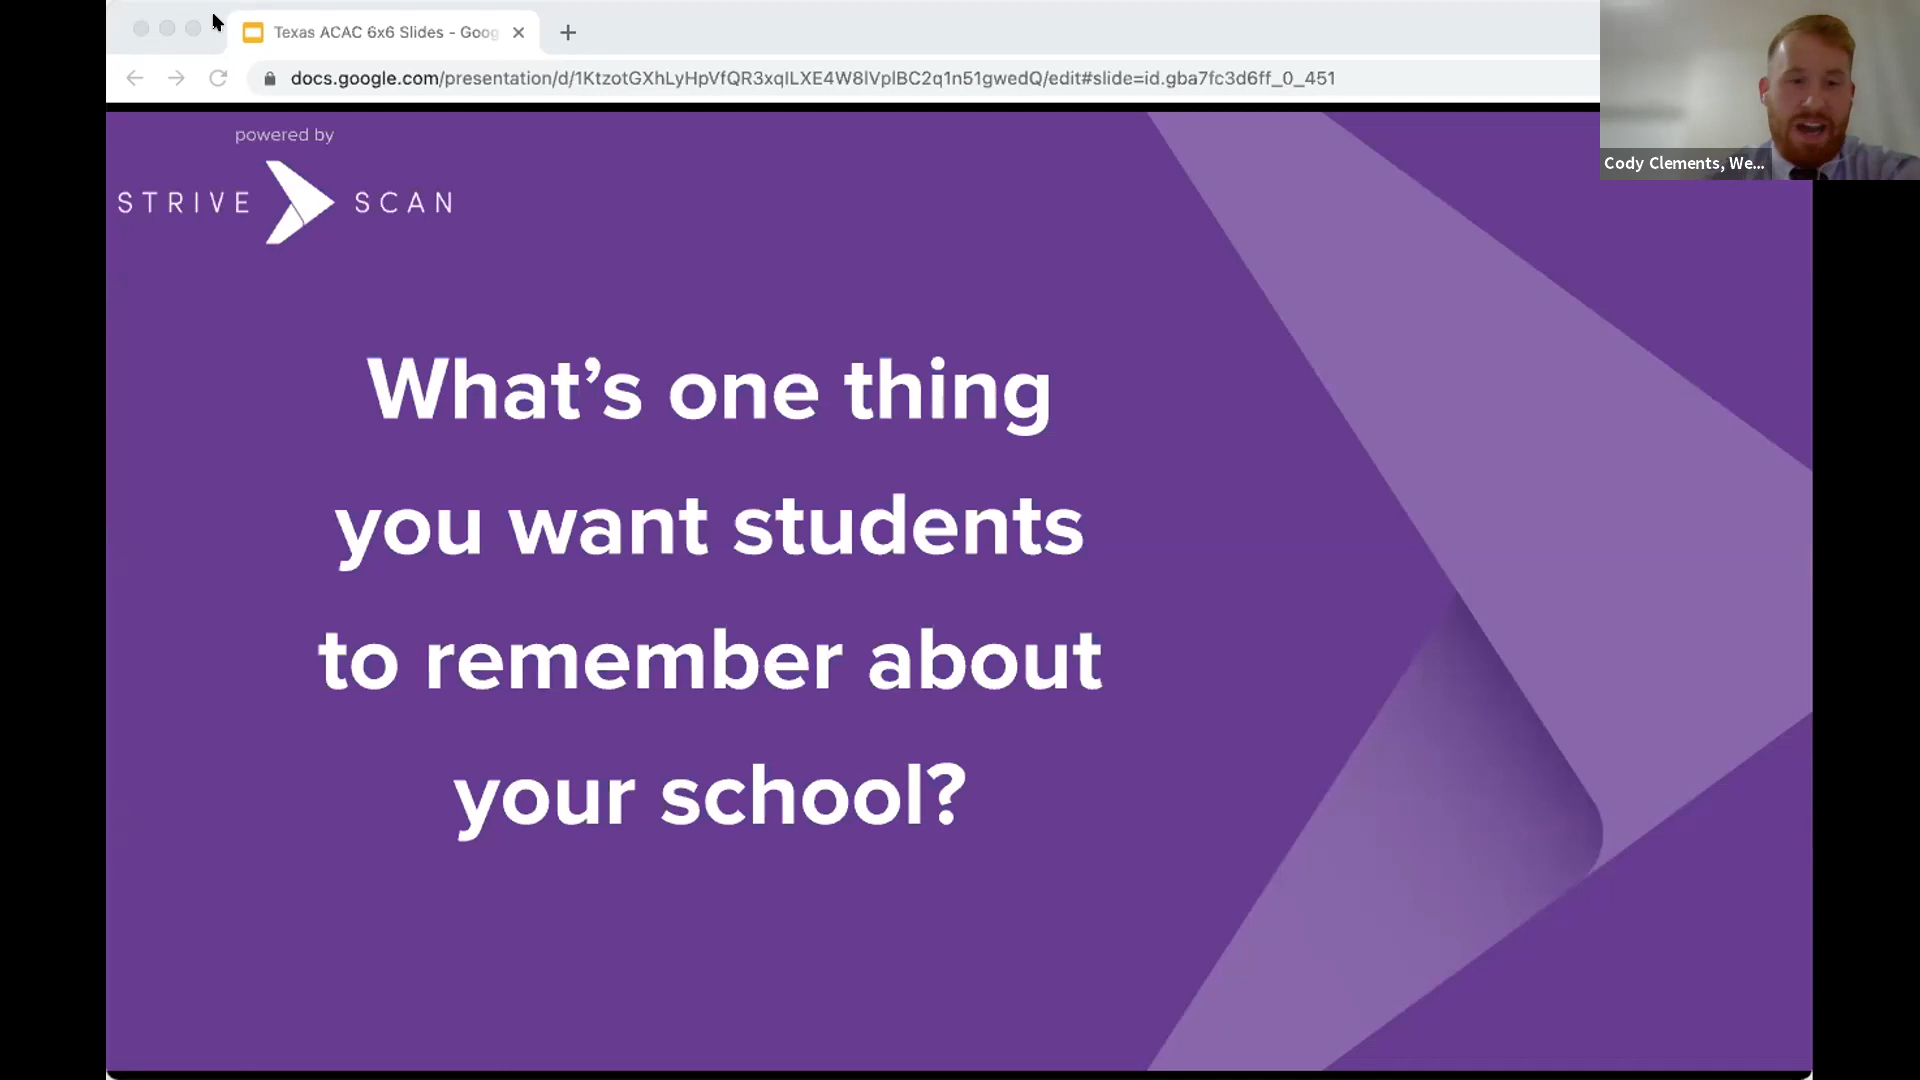 Texas ACAC 6x6 Slides - Goog
docs.google.com/presentation/d/1KtzotGXhLyHpVfQR3xqILXE4W8lVplBC2q1n51gwedQ/edit#slide=id.gba7fc3d6ff_0_451
Cody Clements, We...
powered by
STRIVE SCAN
What’s one thing
you want students
to remember about
your school?